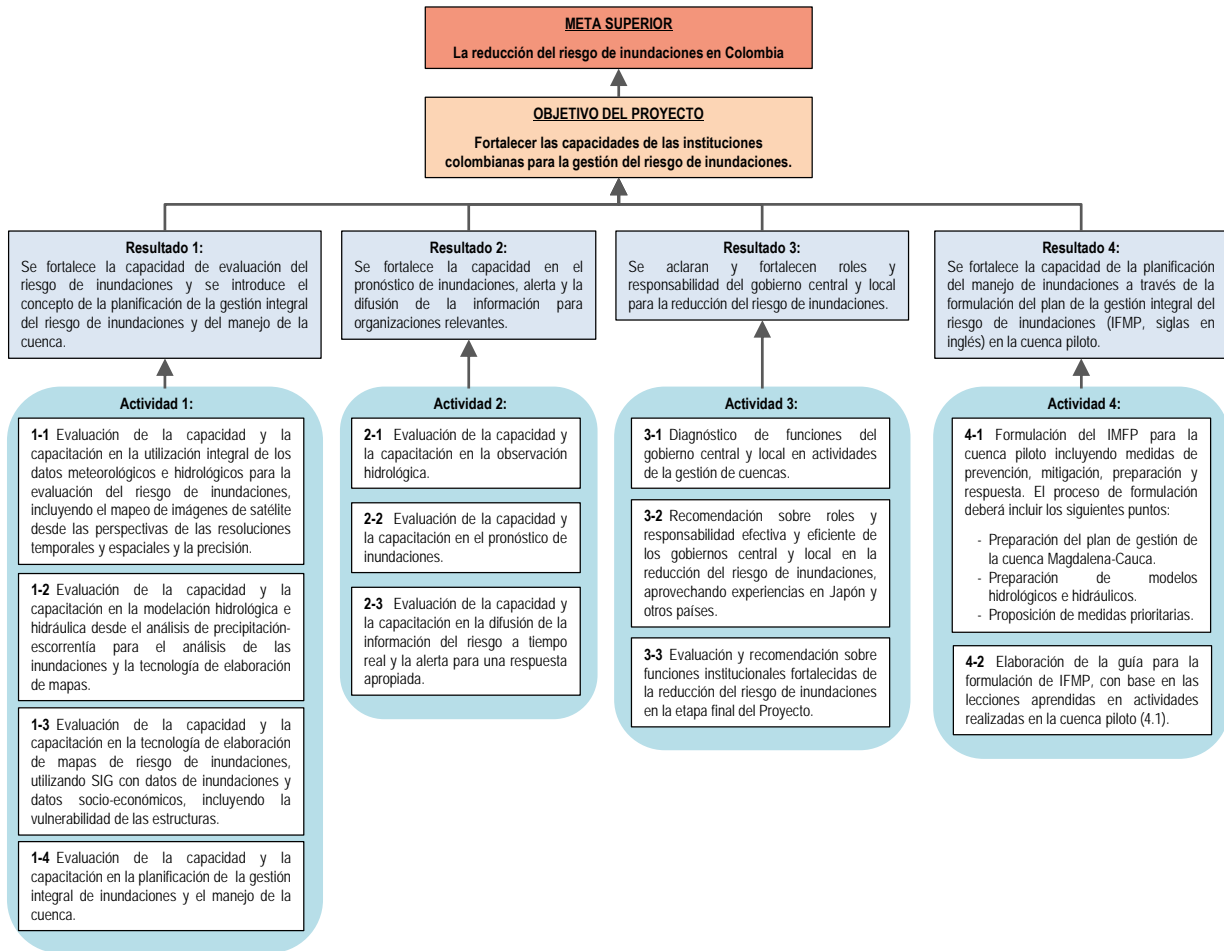 META SUPERIOR
La reducción del riesgo de inundaciones en Colombia
OBJETIVO DEL PROYECTO
Fortalecer las capacidades de las instituciones
colombianas para la gestión del riesgo de inundaciones.
Resultado 1:
Se fortalece la capacidad de evaluación del
riesgo de inundaciones y se introduce el
concepto de la planificación de la gestión integral
del riesgo de inundaciones y del manejo de la
cuenca.
Resultado 2:
Se fortalece la capacidad en el
pronóstico de inundaciones, alerta y la
difusión de la información para
organizaciones relevantes.
Resultado 3:
Se aclaran y fortalecen roles y
responsabilidad del gobierno central y local
para la reducción del riesgo de inundaciones.
Resultado 4:
Se fortalece la capacidad de la planificación
del manejo de inundaciones a través de la
formulación del plan de la gestión integral del
riesgo de inundaciones (IFMP, siglas en
inglés) en la cuenca piloto.
Actividad 1:
1-1 Evaluación de la capacidad y la
capacitación en la utilización integral de los
datos meteorológicos e hidrológicos para la
evaluación del riesgo de inundaciones,
incluyendo el mapeo de imágenes de satélite
desde las perspectivas de las resoluciones
temporales y espaciales y la precisión.
1-2 Evaluación de la capacidad y la
capacitación en la modelación hidrológica e
hidráulica desde el análisis de precipitación-
escorrentía para el análisis de las
inundaciones y la tecnología de elaboración
de mapas.
1-3 Evaluación de la capacidad y la
capacitación en la tecnología de elaboración
de mapas de riesgo de inundaciones,
utilizando SIG con datos de inundaciones y
datos socio-económicos, incluyendo la
vulnerabilidad de las estructuras.
1-4 Evaluación de la capacidad y la
capacitación en la planificación de la gestión
integral de inundaciones y el manejo de la
cuenca.
Actividad 2:
2-1 Evaluación de la capacidad y
la capacitación en la observación
hidrológica.
2-2 Evaluación de la capacidad y
la capacitación en el pronóstico de
inundaciones.
2-3 Evaluación de la capacidad y
la capacitación en la difusión de la
información del riesgo a tiempo
real y la alerta para una respuesta
apropiada.
Actividad 3:
3-1 Diagnóstico de funciones del
gobierno central y local en actividades
de la gestión de cuencas.
3-2 Recomendación sobre roles y
responsabilidad efectiva y eficiente de
los gobiernos central y local en la
reducción del riesgo de inundaciones,
aprovechando experiencias en Japón y
otros países.
3-3 Evaluación y recomendación sobre
funciones institucionales fortalecidas de
la reducción del riesgo de inundaciones
en la etapa final del Proyecto.
Actividad 4:
4-1 Formulación del IMFP para la
cuenca piloto incluyendo medidas de
prevención, mitigación, preparación y
respuesta. El proceso de formulación
deberá incluir los siguientes puntos:
- Preparación del plan de gestión de
la cuenca Magdalena-Cauca.
- Preparación de modelos
hidrológicos e hidráulicos.
- Proposición de medidas prioritarias.
4-2 Elaboración de la guía para la
formulación de IFMP, con base en las
lecciones aprendidas en actividades
realizadas en la cuenca piloto (4.1).